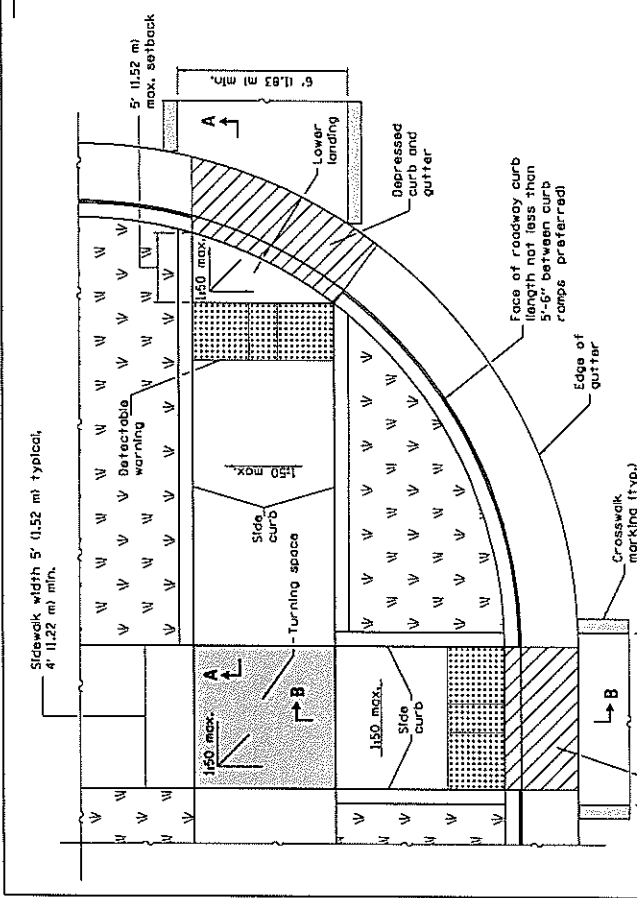 Sidewalk width 5' (1.52 m) typical,
4' (1.22 m) min.
5' (1.52 m)
max. setback
6' (1.83 m) min.
A
Lower
landing
Depressed
curb and
gutter
1:50 max.
Detectable
warning
1:50 max.
Side
curb
Turning space
A
B
1:50 max.
1:50 max.
Side
curb
Face of roadway curb
(length not less than
5'-6" between curb
ramps preferred)
Edge of
gutter
Crosswalk
marking (typ.)
B